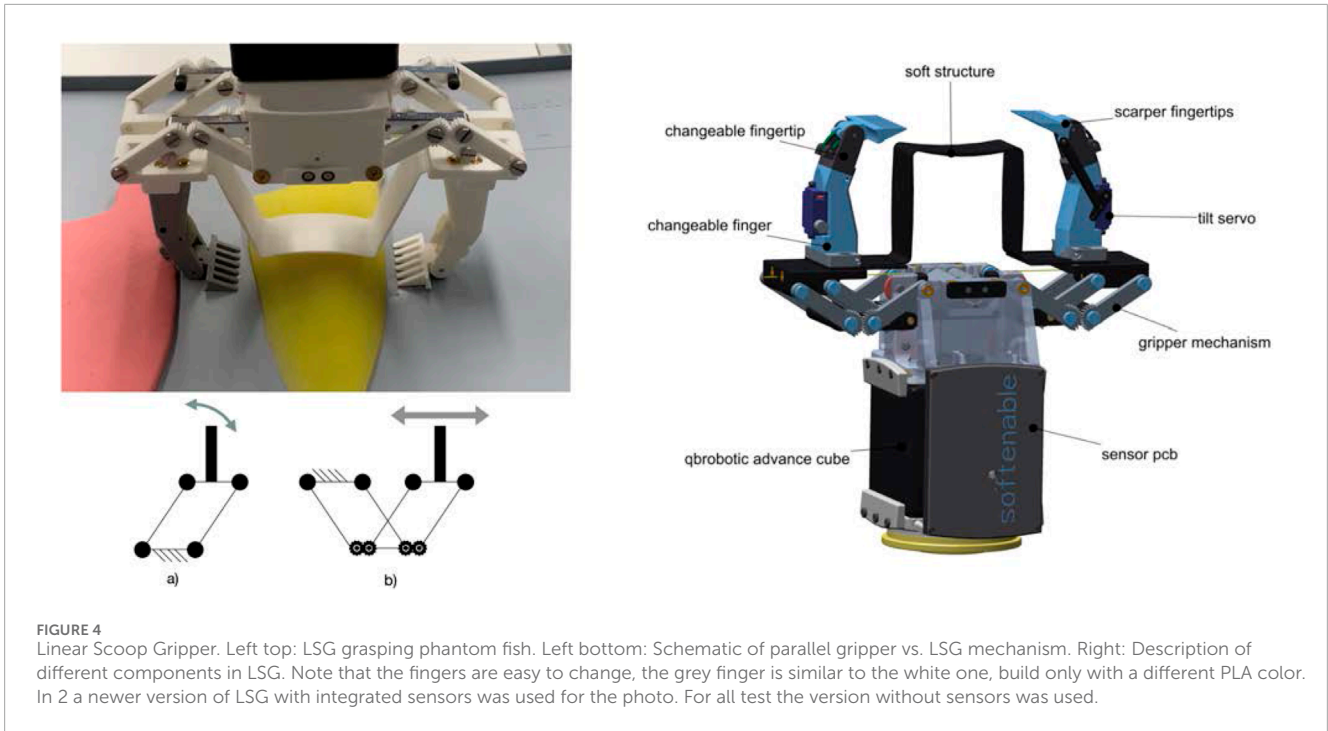 soft structure
changeable fingertip
scarper fingertips
changeable finger
tilt servo
gripper mechanism
qbrobotic advance cube
sensor pcb
softenable
a)
b)
FIGURE 4
Linear Scoop Gripper. Left top: LSG grasping phantom fish. Left bottom: Schematic of parallel gripper vs. LSG mechanism. Right: Description of
different components in LSG. Note that the fingers are easy to change, the grey finger is similar to the white one, build only with a different PLA color.
In 2 a newer version of LSG with integrated sensors was used for the photo. For all test the version without sensors was used.